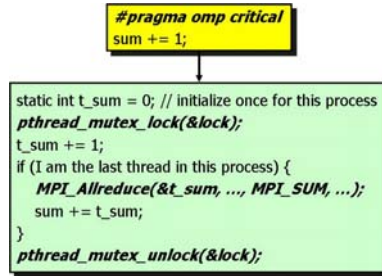 #pragma omp critical
sum += 1;
static int t_sum = 0; // initialize once for this process
pthread_mutex_lock(&lock);
t_sum += 1;
if (I am the last thread in this process) {
MPI_Allreduce(&t_sum, ..., MPI_SUM, ...);
sum += t_sum;
}
pthread_mutex_unlock(&lock);